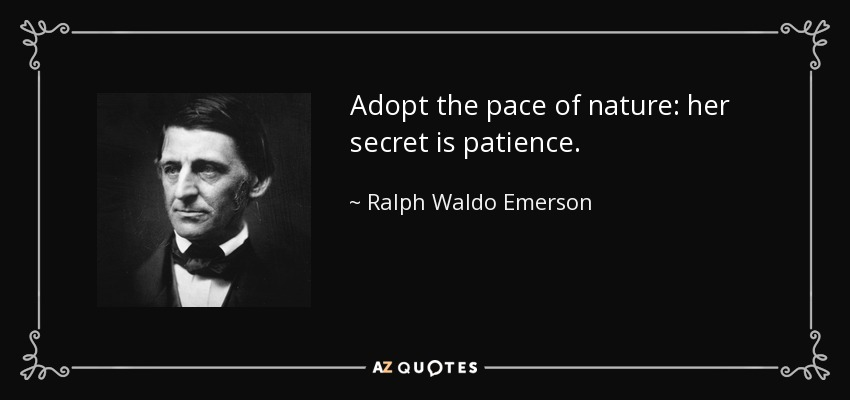 Adopt the pace of nature: her
secret is patience.
~ Ralph Waldo Emerson
AZ QUOTES